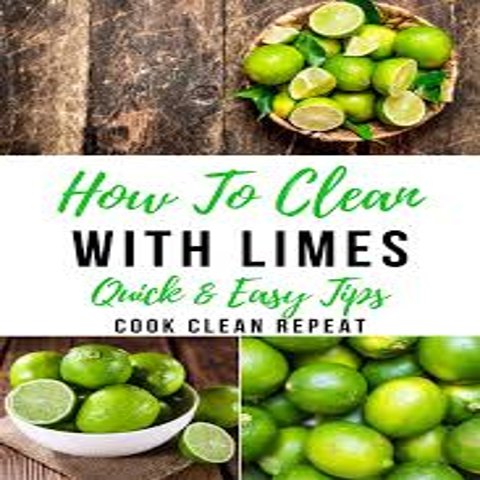 How To Clean
WITH LIMES
Quick & Easy Tips
COOK CLEAN REPEAT